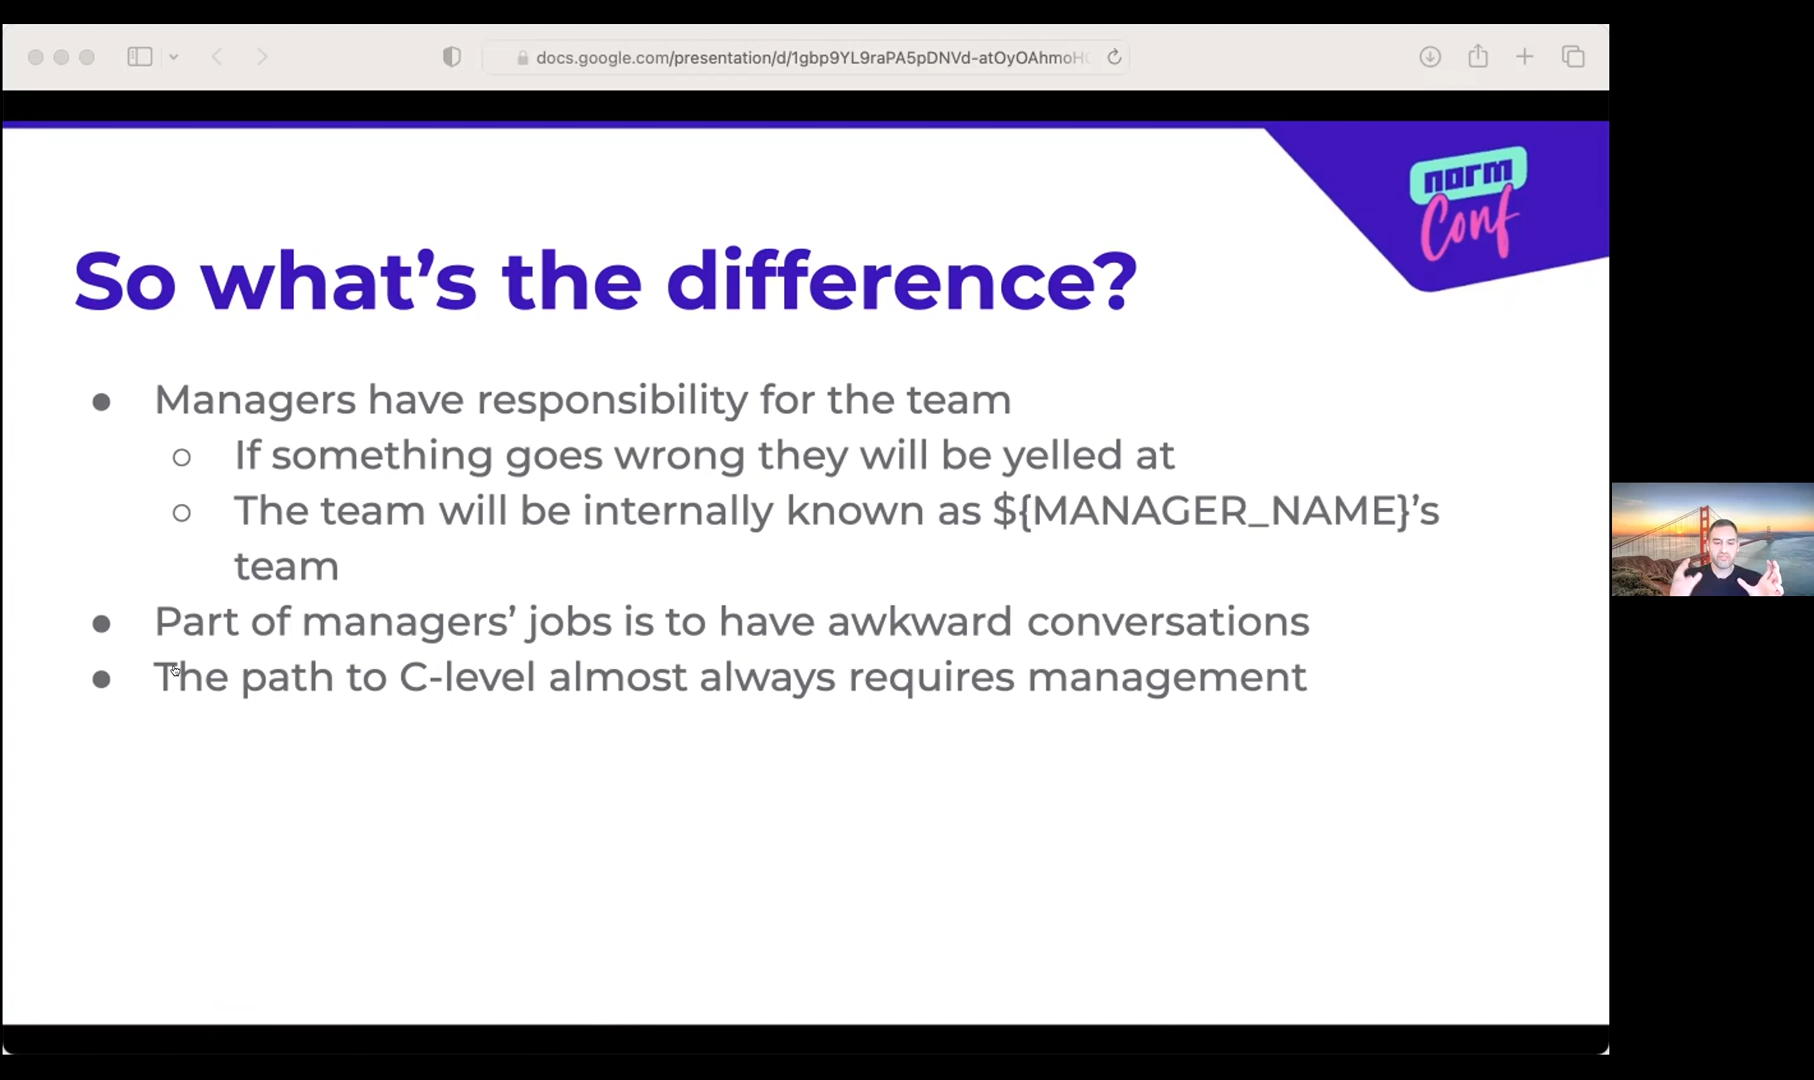 docs.google.com/presentation/d/1gbp9YL9raPA5pDNVd-atOyOAhmoH
norm
Conf
So what’s the difference?
● Managers have responsibility for the team
○ If something goes wrong they will be yelled at
○ The team will be internally known as ${MANAGER_NAME}’s
team
● Part of managers’ jobs is to have awkward conversations
● The path to C-level almost always requires management